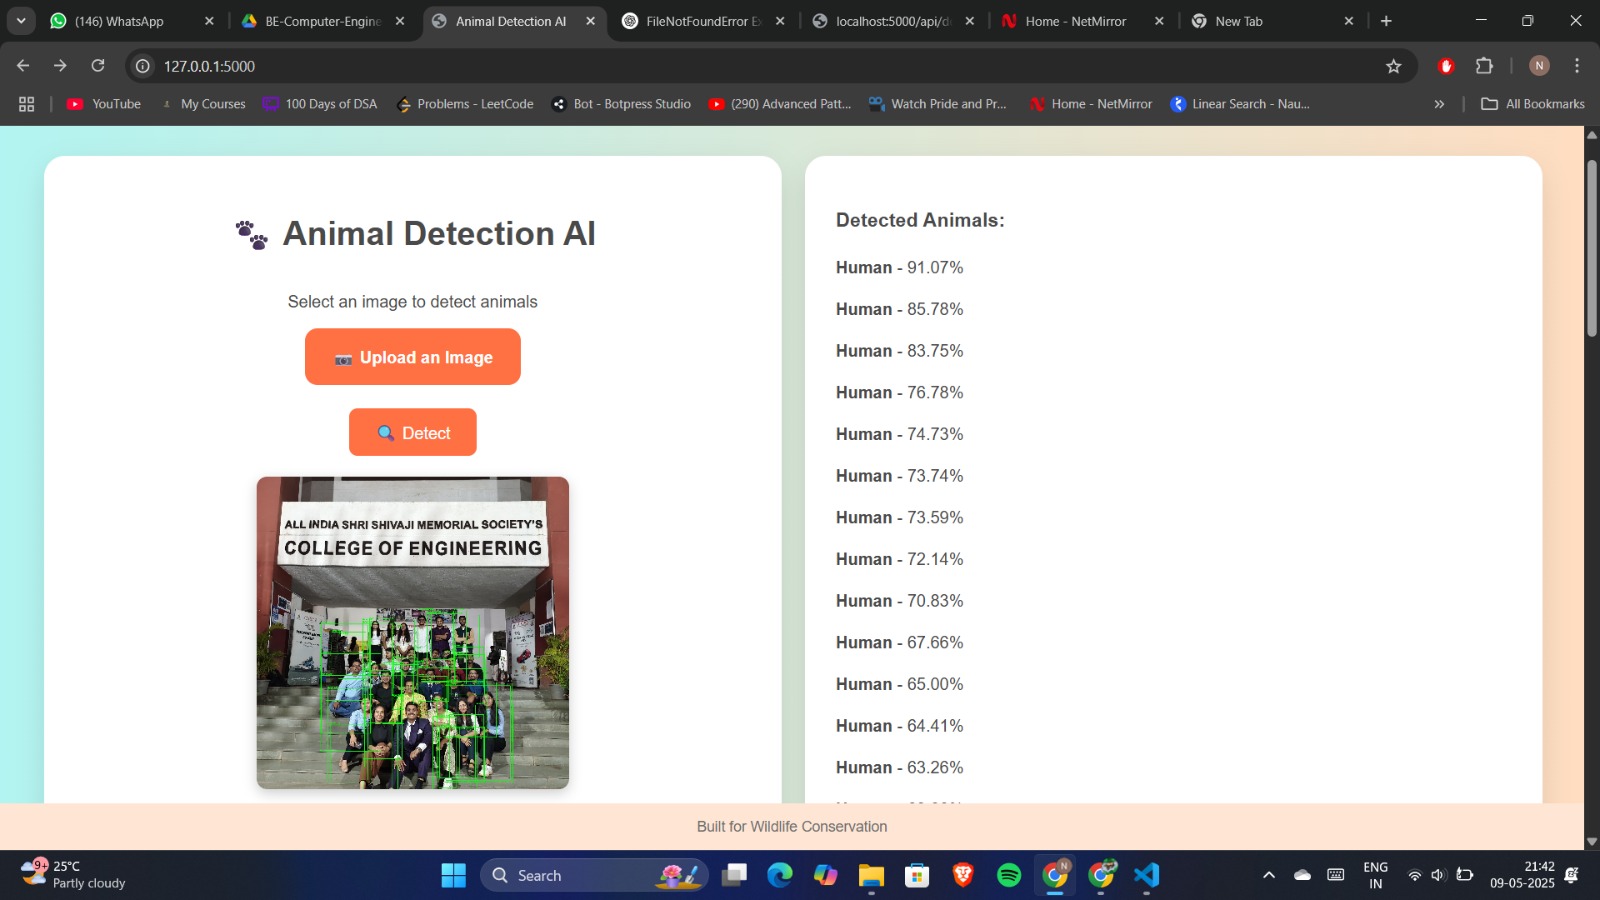 (146) WhatsApp
BE-Computer-Engine
Animal Detection AI
FileNotFoundError E
localhost:5000/api/d
Home - NetMirror
New Tab
127.0.0.1:5000
N
YouTube
My Courses
100 Days of DSA
Problems - LeetCode
Bot - Botpress Studio
(290) Advanced Patt...
Watch Pride and Pr...
Home - NetMirror
Linear Search - Nau...
All Bookmarks
Animal Detection AI
Select an image to detect animals
Upload an Image
Detect
ALL INDIA SHRI SHIVAJI MEMORIAL SOCIETY'S
COLLEGE OF ENGINEERING
Detected Animals:
Human - 91.07%
Human - 85.78%
Human - 83.75%
Human - 76.78%
Human - 74.73%
Human - 73.74%
Human - 73.59%
Human - 72.14%
Human - 70.83%
Human - 67.66%
Human - 65.00%
Human - 64.41%
Human - 63.26%
Built for Wildlife Conservation
9+
25°C
Partly cloudy
Search
N
ENG
IN
21:42
09-05-2025